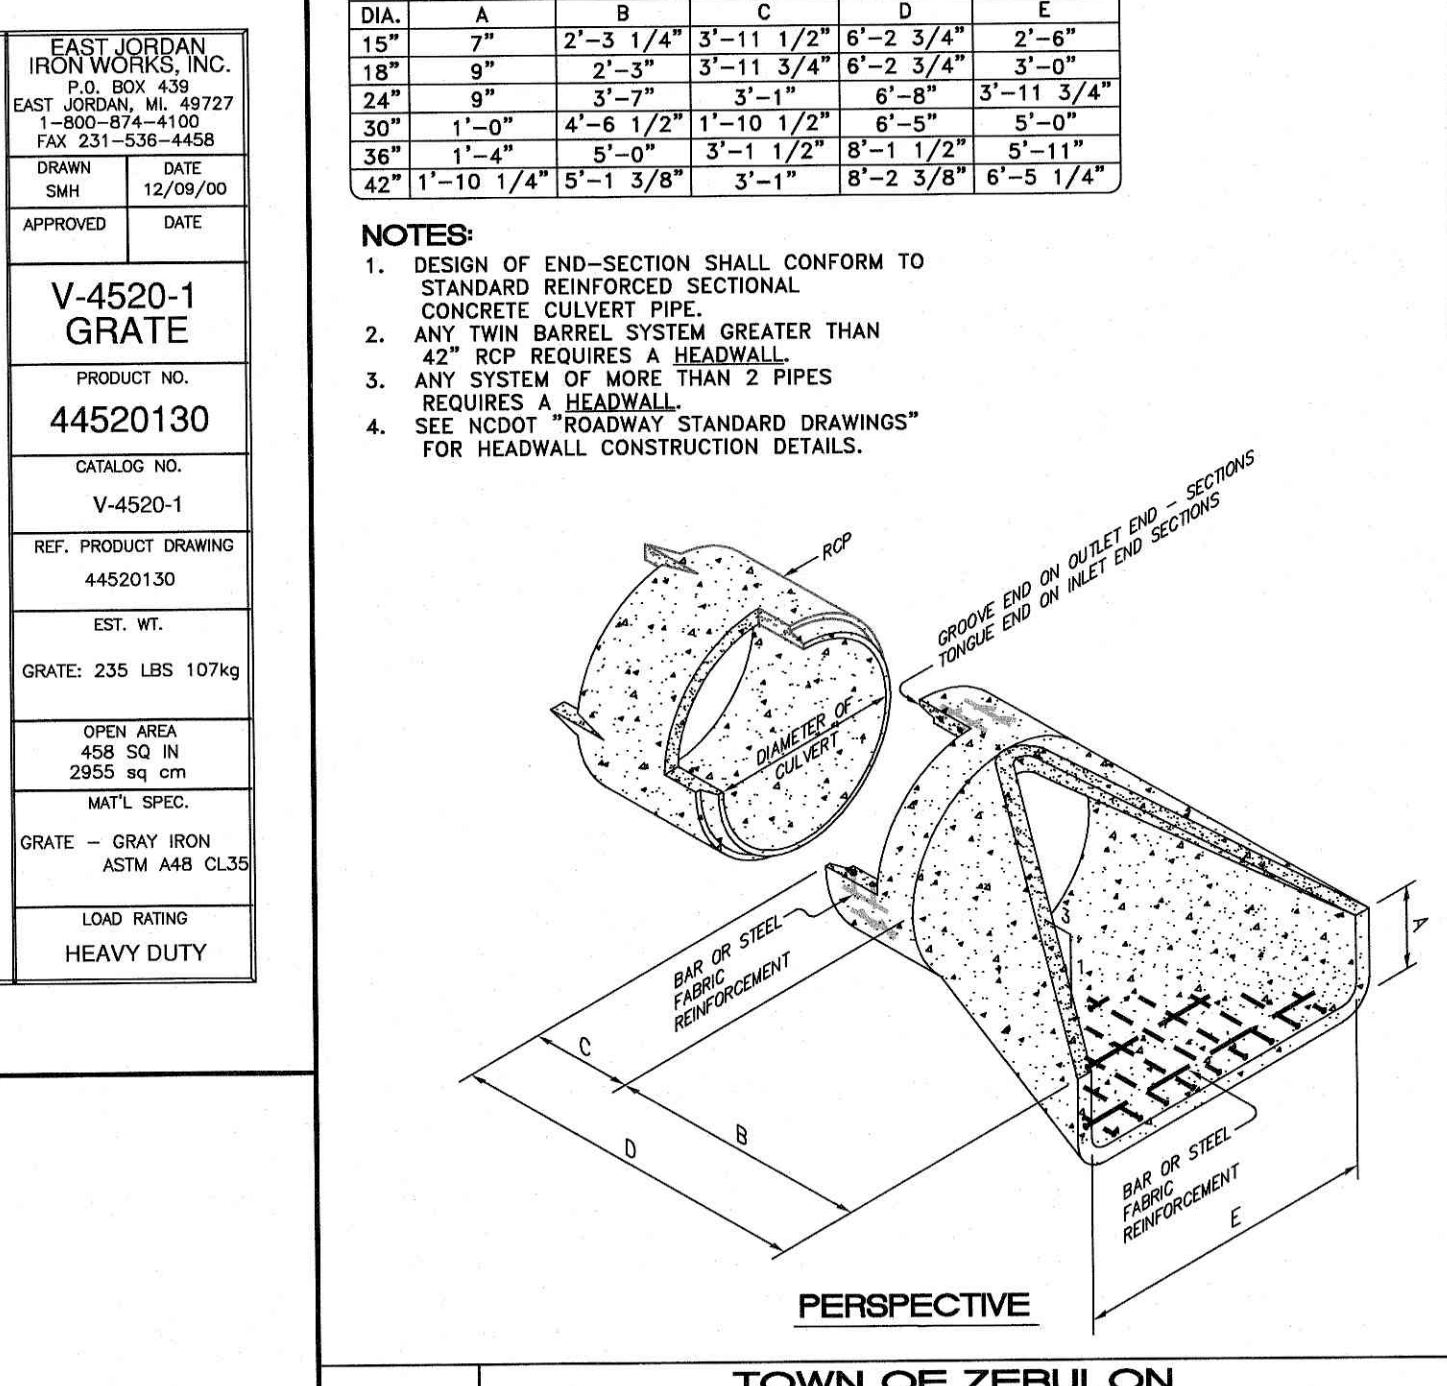 EAST JORDAN
IRON WORKS, INC.
P.O. BOX 439
EAST JORDAN, MI. 49727
1-800-874-4100
FAX 231-536-4458
DRAWN DATE
SMH 12/09/00
APPROVED DATE
V-4520-1
GRATE
PRODUCT NO.
44520130
CATALOG NO.
V-4520-1
REF. PRODUCT DRAWING
44520130
EST. WT.
GRATE: 235 LBS 107kg
OPEN AREA
458 SQ IN
2955 sq cm
MAT'L SPEC.
GRATE - GRAY IRON
ASTM A48 CL35
LOAD RATING
HEAVY DUTY
DIA. A B C D E
15" 7" 2'-3 1/4" 3'-11 1/2" 6'-2 3/4" 2'-6"
18" 9" 2'-3" 3'-11 3/4" 6'-2 3/4" 3'-0"
24" 9" 3'-7" 3'-1" 6'-8" 3'-11 3/4"
30" 1'-0" 4'-6 1/2" 1'-10 1/2" 6'-5" 5'-0"
36" 1'-4" 5'-0" 3'-1 1/2" 8'-1 1/2" 5'-11"
42" 1'-10 1/4" 5'-1 3/8" 3'-1" 8'-2 3/8" 6'-5 1/4"
NOTES:
1. DESIGN OF END-SECTION SHALL CONFORM TO
STANDARD REINFORCED SECTIONAL
CONCRETE CULVERT PIPE.
2. ANY TWIN BARREL SYSTEM GREATER THAN
42" RCP REQUIRES A HEADWALL.
3. ANY SYSTEM OF MORE THAN 2 PIPES
REQUIRES A HEADWALL.
4. SEE NCDOT "ROADWAY STANDARD DRAWINGS"
FOR HEADWALL CONSTRUCTION DETAILS.
RCP
GROOVE END ON OUTLET END - SECTIONS
TONGUE END ON INLET END SECTIONS
DIAMETER OF
CULVERT
3
1
A
BAR OR STEEL
FABRIC
REINFORCEMENT
C
B
D
BAR OR STEEL
FABRIC
REINFORCEMENT
E
PERSPECTIVE
TOWN OF ZEBULON